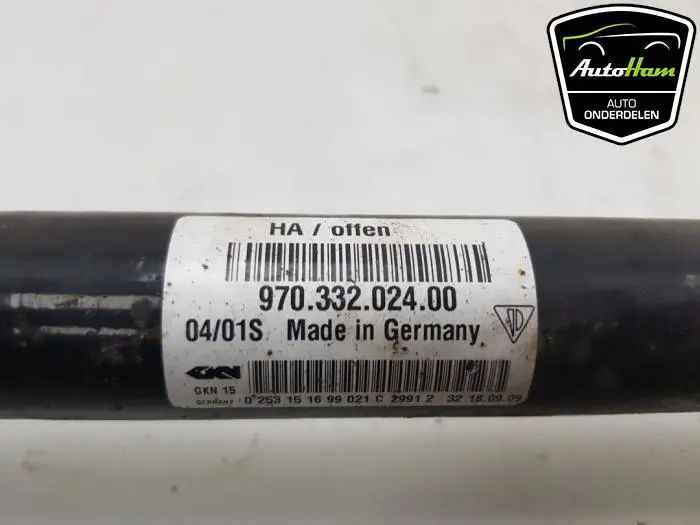 AutoHam
AUTO
ONDERDELEN
HA / offen
970.332.024.00
04/01S Made in Germany
GKN
GKN 15
GERMANY
0 253 15 16 99 021 C 2991 2 32 18.09.09